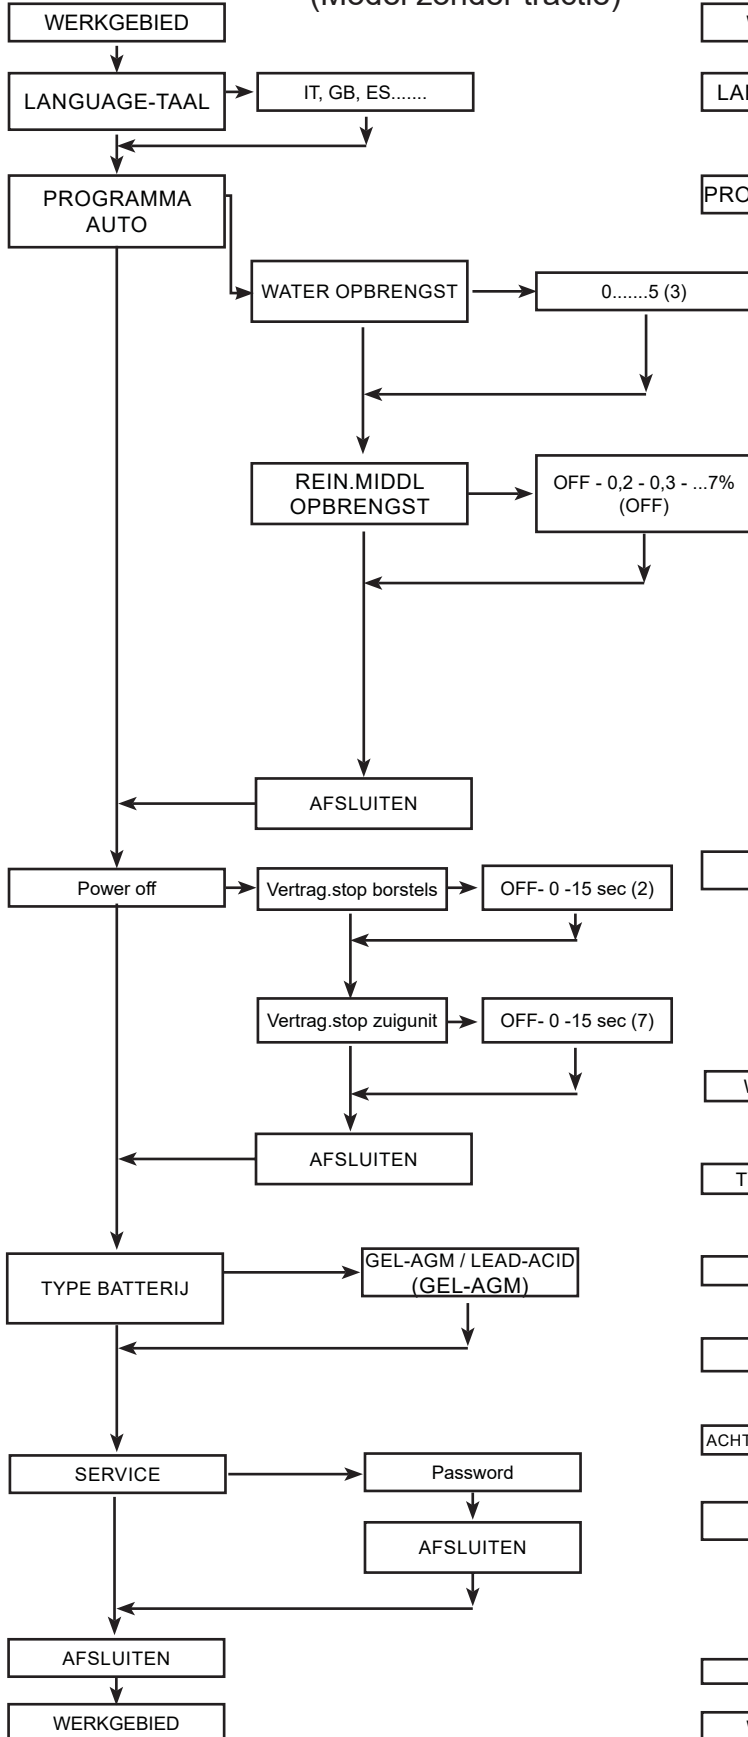 (Model zonder tractie)
WERKGEBIED
LANGUAGE-TAAL
IT, GB, ES.......
PROGRAMMA
AUTO
WATER OPBRENGST
0.......5 (3)
REIN.MIDDL
OPBRENGST
OFF - 0,2 - 0,3 - ...7%
(OFF)
AFSLUITEN
Power off
Vertrag.stop borstels
OFF- 0 -15 sec (2)
Vertrag.stop zuigunit
OFF- 0 -15 sec (7)
AFSLUITEN
TYPE BATTERIJ
GEL-AGM / LEAD-ACID
(GEL-AGM)
SERVICE
Password
AFSLUITEN
AFSLUITEN
WERKGEBIED